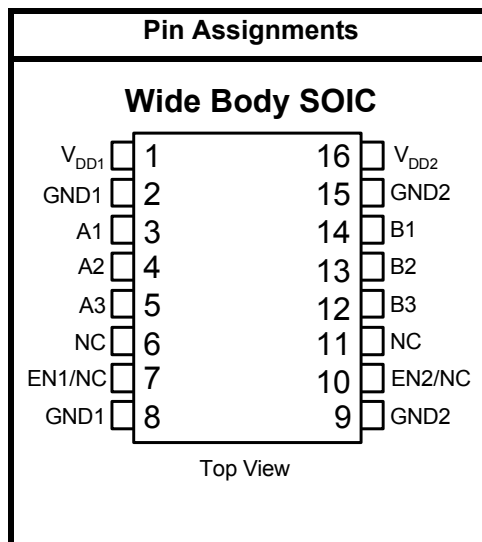 Pin Assignments
Wide Body SOIC
VDD1 1 16 VDD2
GND1 2 15 GND2
A1 3 14 B1
A2 4 13 B2
A3 5 12 B3
NC 6 11 NC
EN1/NC 7 10 EN2/NC
GND1 8 9 GND2
Top View